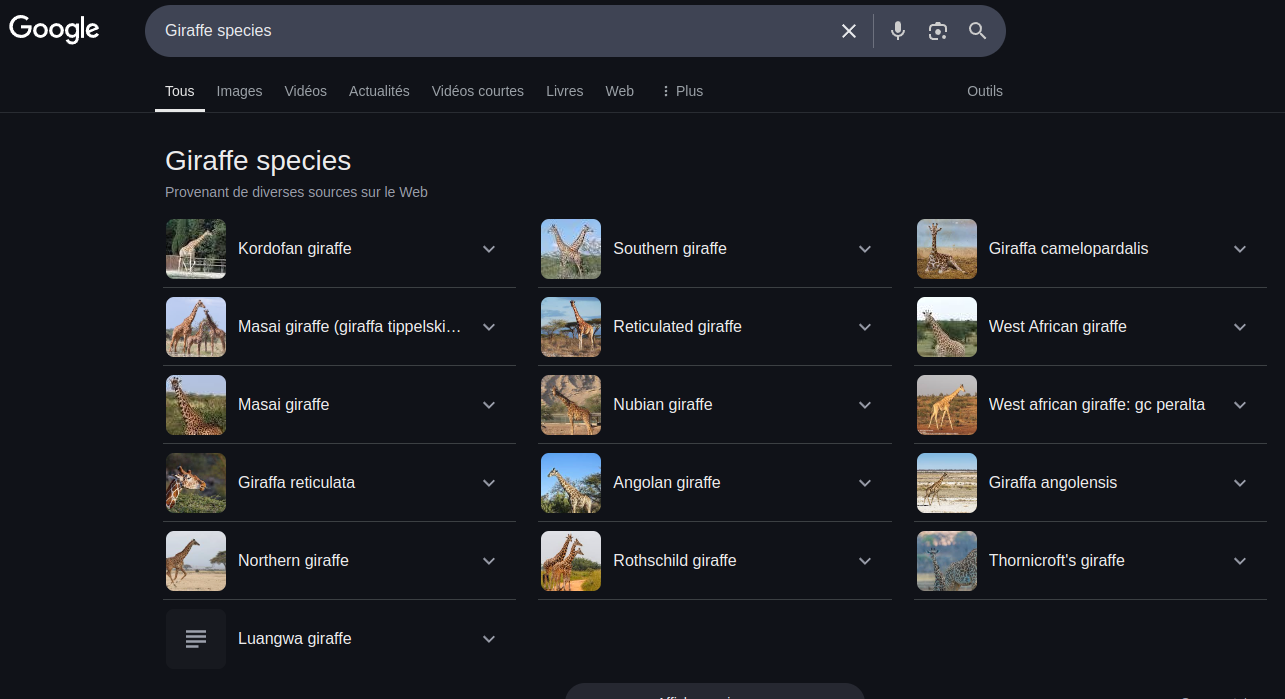 Google
Giraffe species
Tous Images Vidéos Actualités Vidéos courtes Livres Web Plus Outils
Giraffe species
Provenant de diverses sources sur le Web
Kordofan giraffe Southern giraffe Giraffa camelopardalis
Masai giraffe (giraffa tippelski… Reticulated giraffe West African giraffe
Masai giraffe Nubian giraffe West african giraffe: gc peralta
Giraffa reticulata Angolan giraffe Giraffa angolensis
Northern giraffe Rothschild giraffe Thornicroft's giraffe
Luangwa giraffe